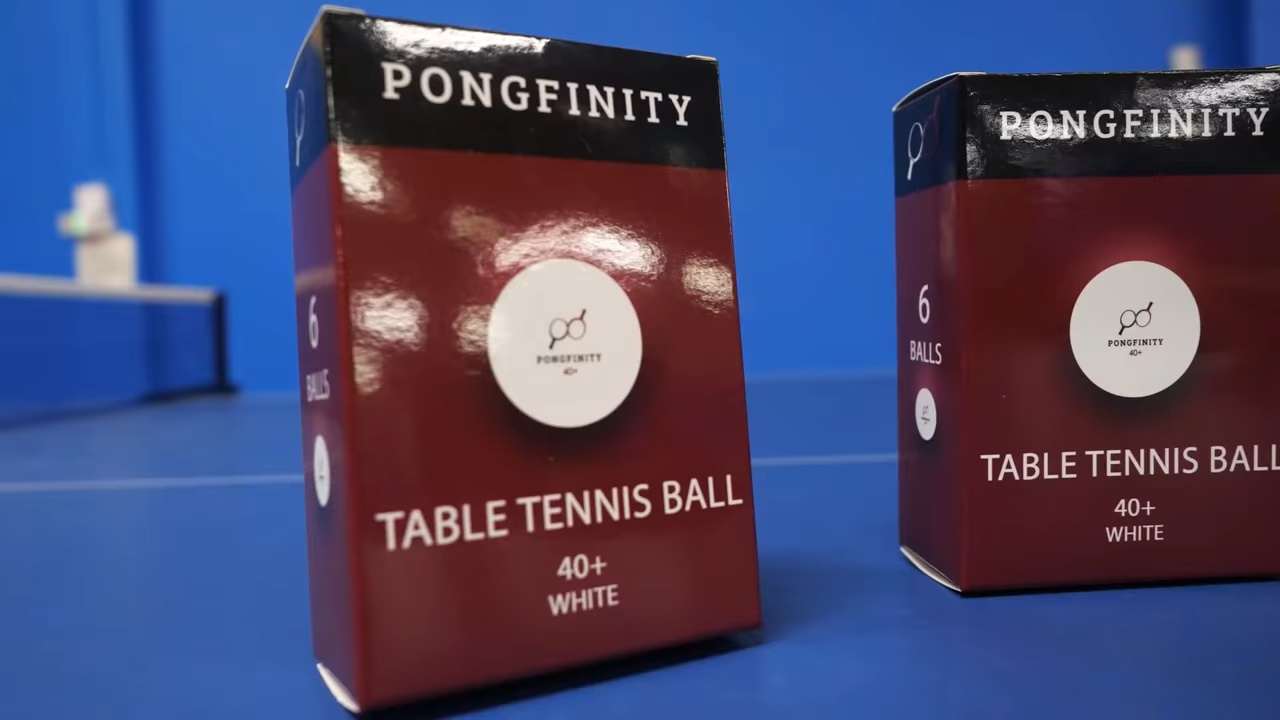 PONGFINITY
PONGFINITY
40+
TABLE TENNIS BALL
40+
WHITE
6
BALLS
PONGFINITY
PONGFINITY
40+
TABLE TENNIS BALL
40+
WHITE
6
BALLS